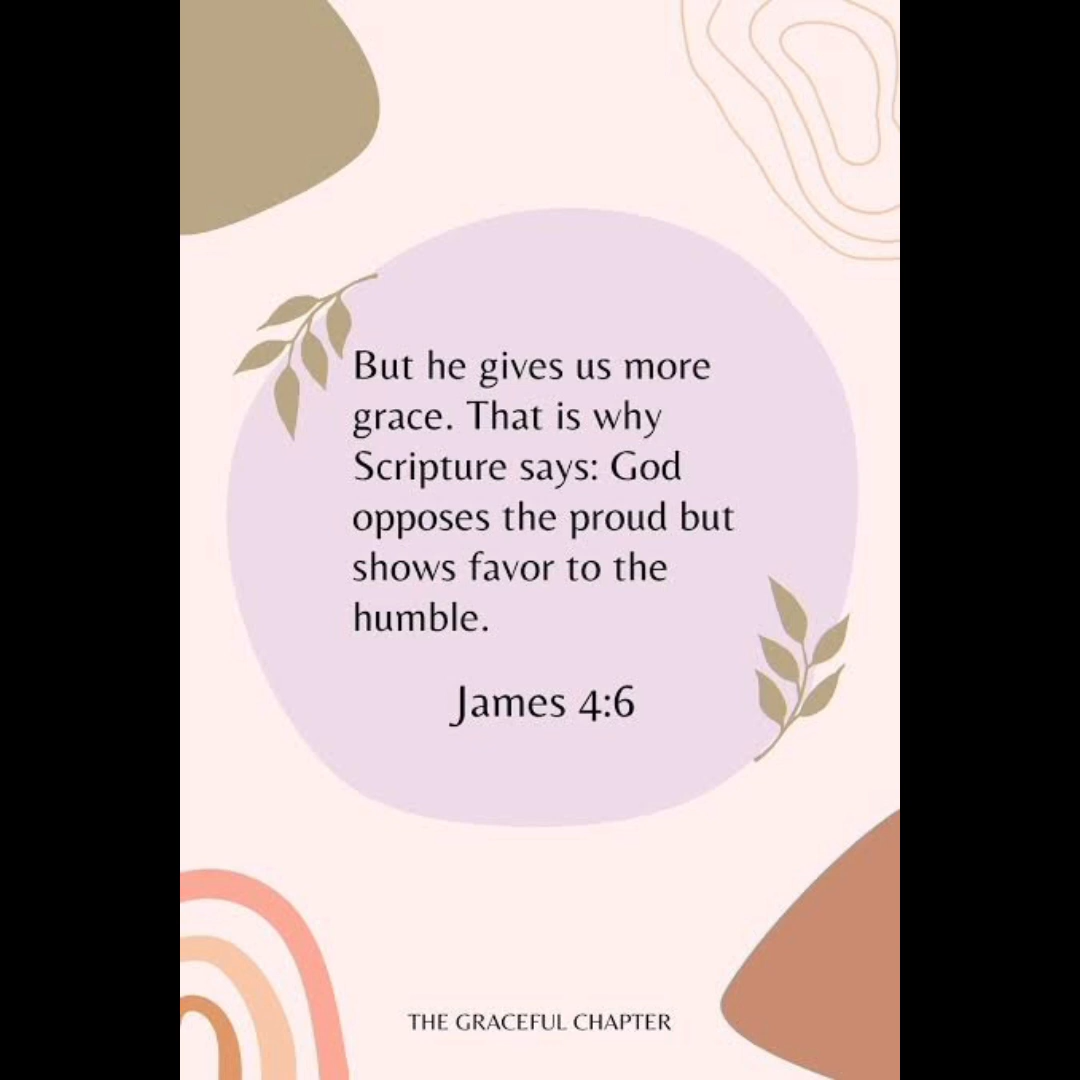 But he gives us more
grace. That is why
Scripture says: God
opposes the proud but
shows favor to the
humble.
James 4:6
THE GRACEFUL CHAPTER